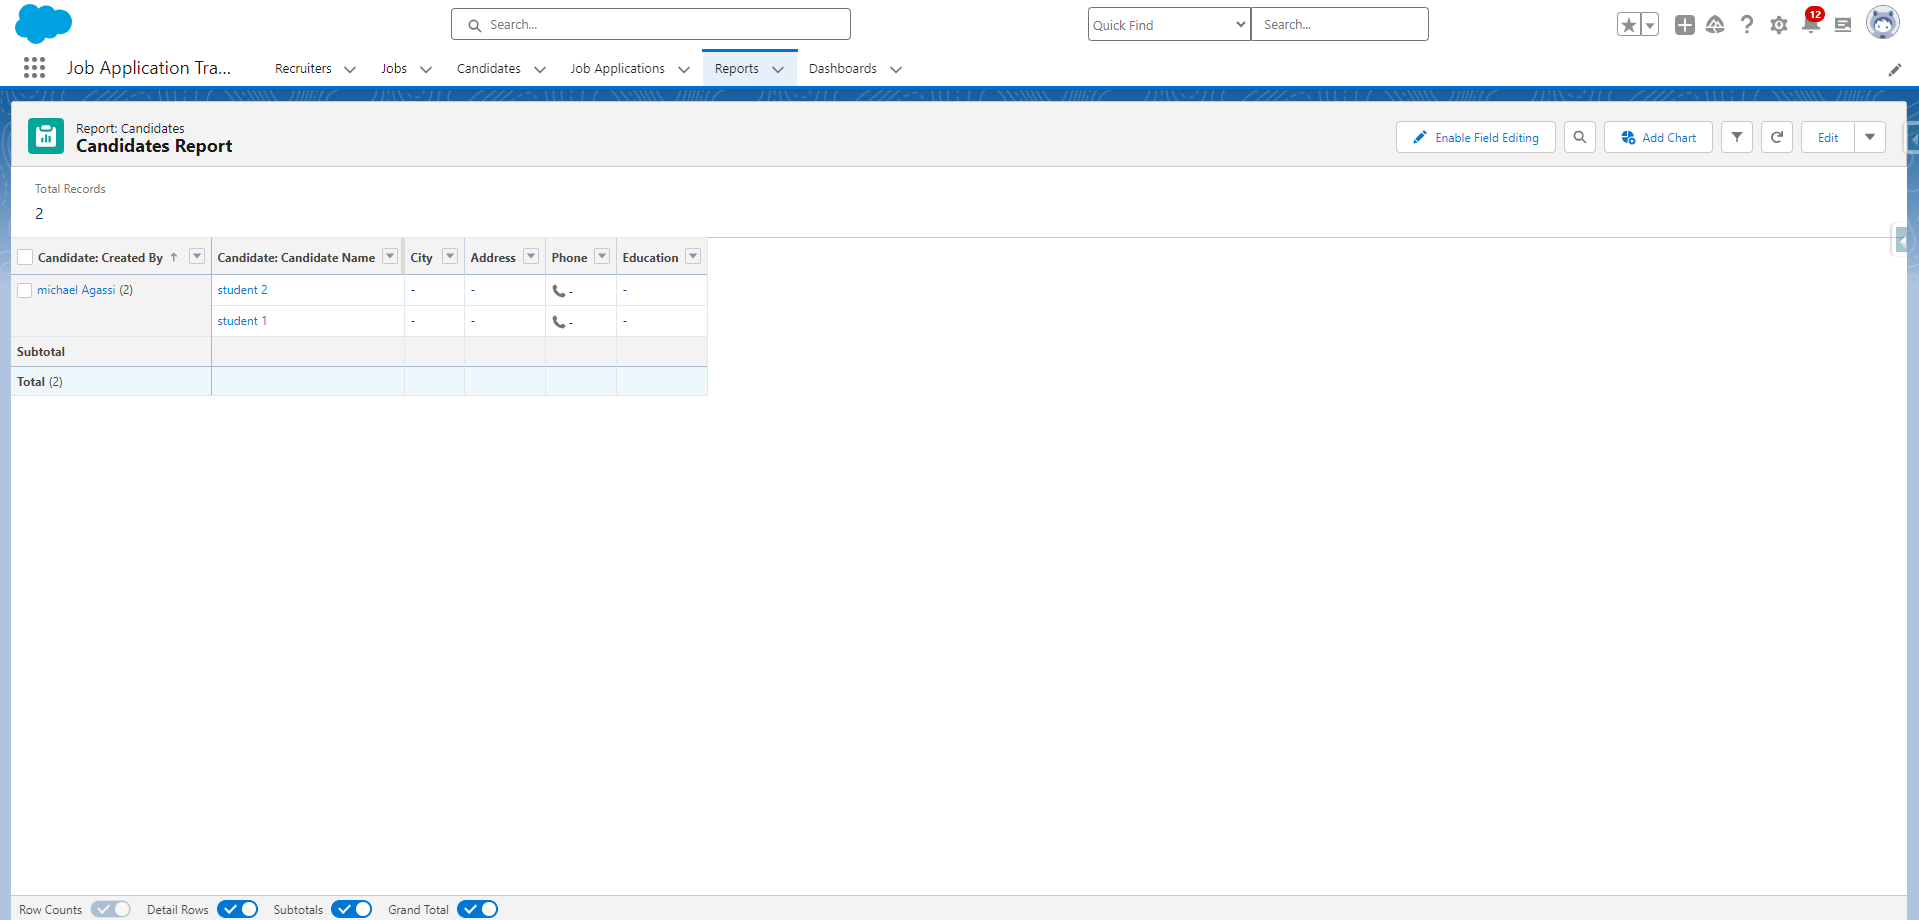 Search...
Quick Find
Search...
12
Job Application Tra...
Recruiters
Jobs
Candidates
Job Applications
Reports
Dashboards
Report: Candidates
Candidates Report
Enable Field Editing
Add Chart
Edit
Total Records
2
Candidate: Created By ↑
Candidate: Candidate Name
City
Address
Phone
Education
michael Agassi (2)
student 2
-
-
-
-
student 1
-
-
-
-
Subtotal
Total (2)
Row Counts
Detail Rows
Subtotals
Grand Total